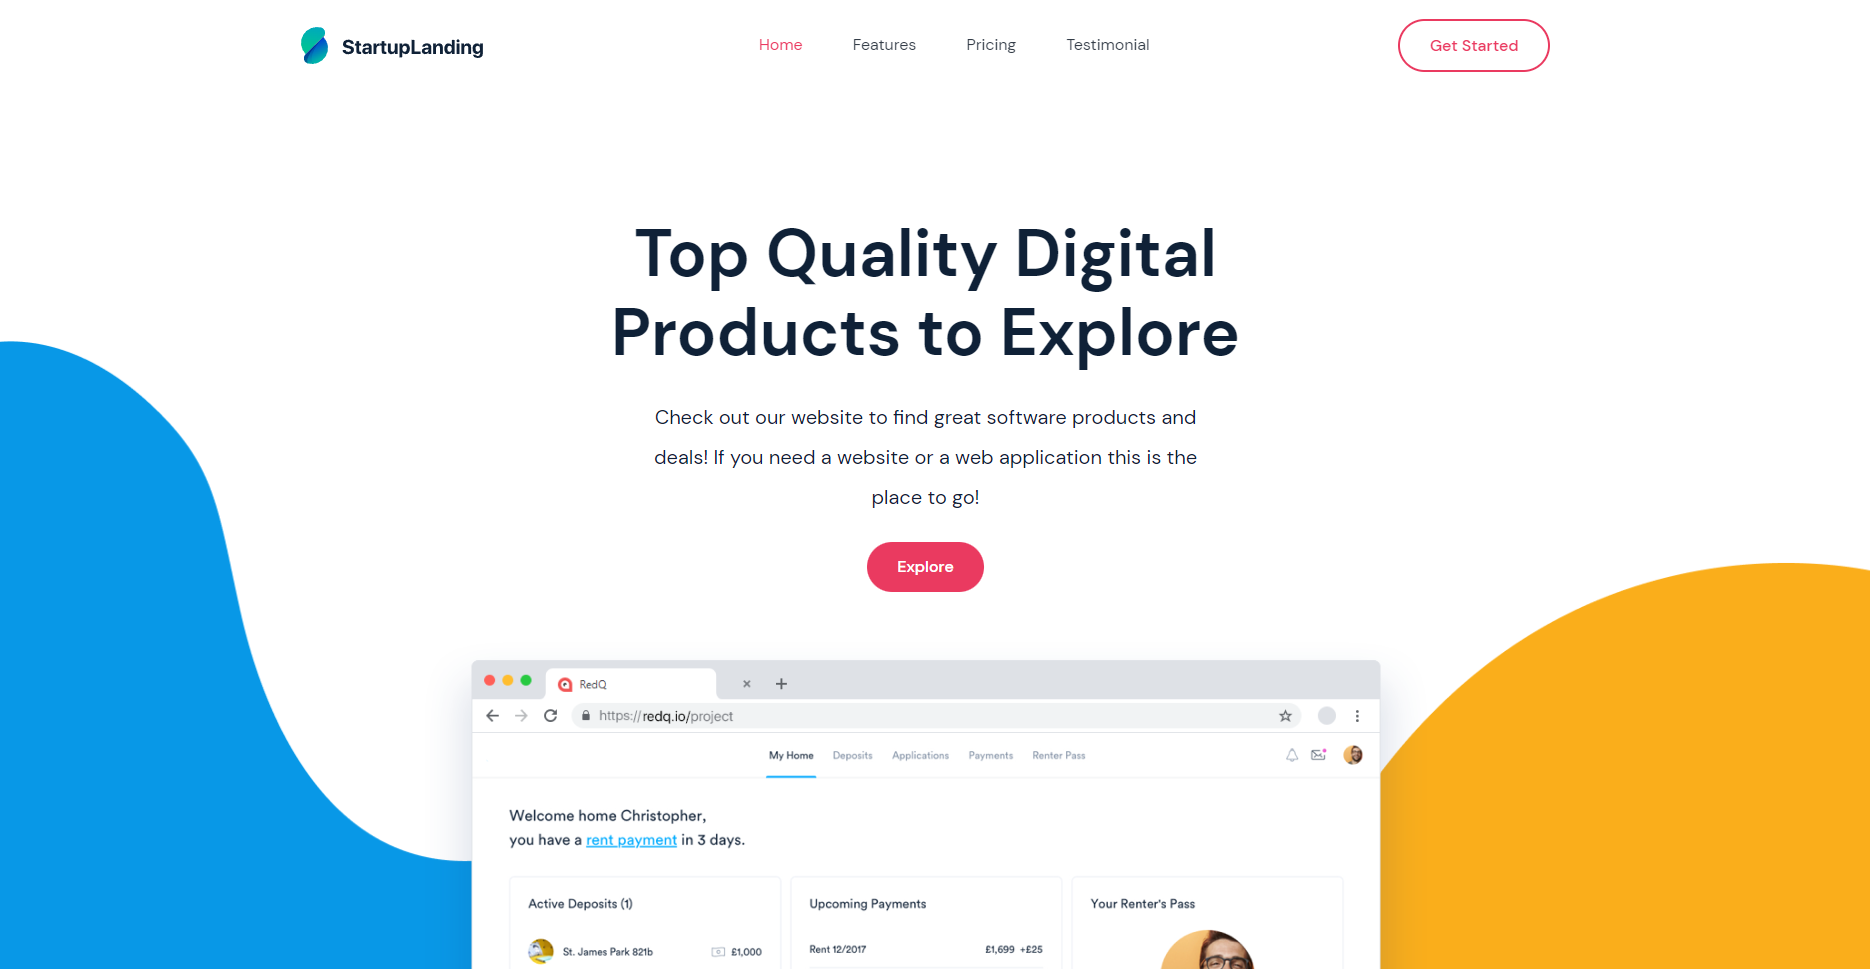 StartupLanding
Home Features Pricing Testimonial
Get Started
Top Quality Digital
Products to Explore
Check out our website to find great software products and
deals! If you need a website or a web application this is the
place to go!
Explore
RedQ
https://redq.io/project
My Home Deposits Applications Payments Renter Pass
Welcome home Christopher,
you have a rent payment in 3 days.
Active Deposits (1)
St. James Park 821b £1,000
Upcoming Payments
Rent 12/2017 £1,699 +£25
Your Renter's Pass